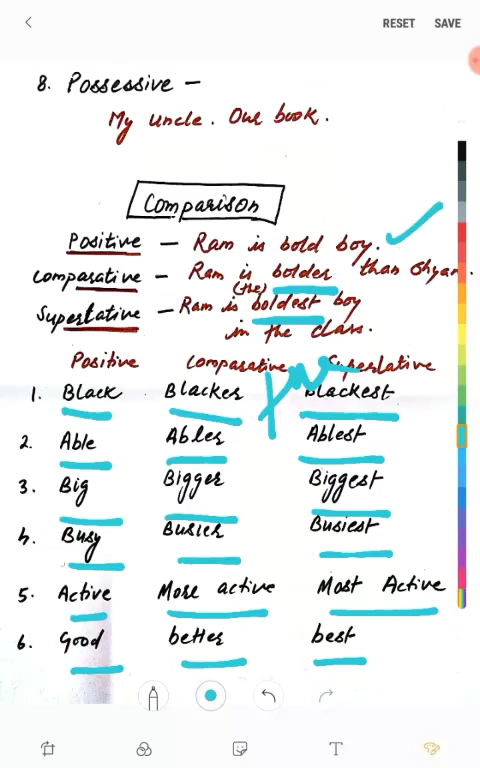 RESET SAVE
8. Possessive -
My uncle. Our book.
Comparison
Positive - Ram is bold boy.
Comparative - Ram is bolder than Shyam.
(the)
Superlative - Ram is boldest boy
in the class.
Positive Comparative Superlative
1. Black Blacker Blackest
2. Able Abler Ablest
3. Big Bigger Biggest
4. Busy Busier Busiest
5. Active More active Most Active
6. Good better best
T